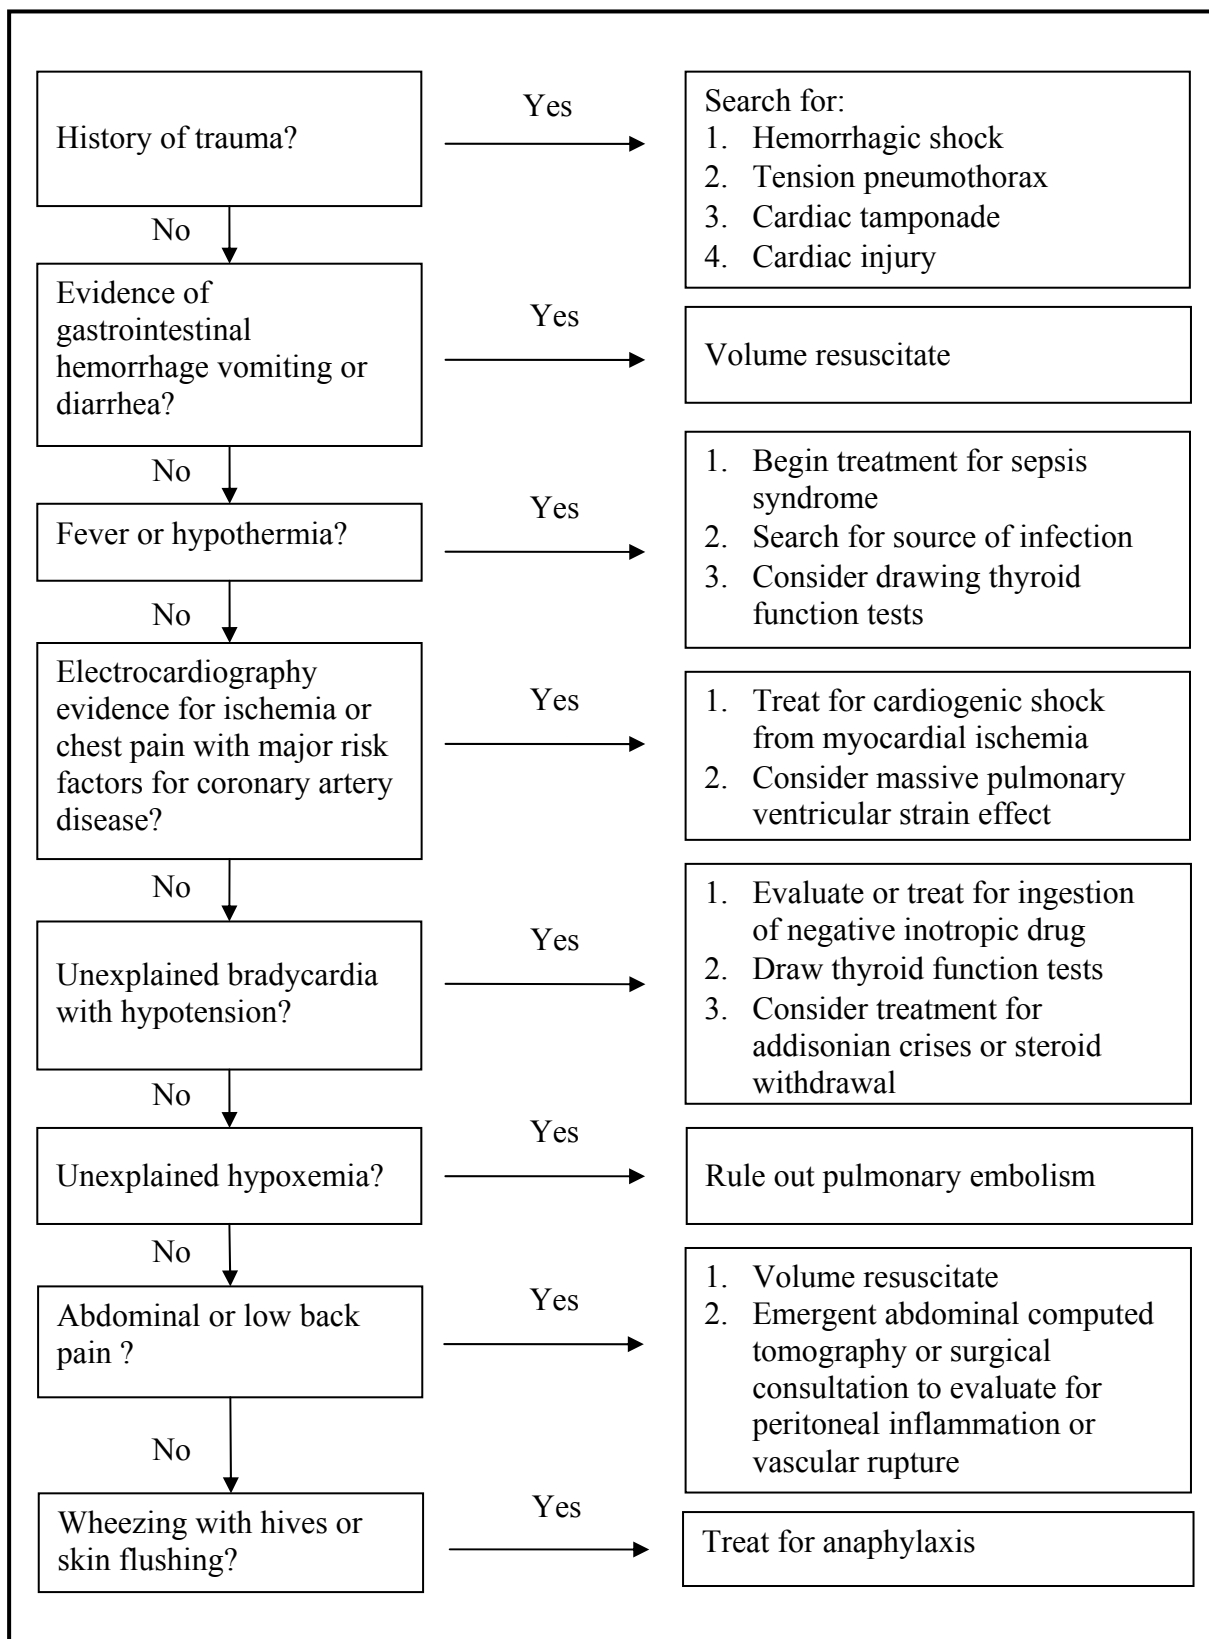 History of trauma?
Yes
Search for:
1. Hemorrhagic shock
2. Tension pneumothorax
3. Cardiac tamponade
4. Cardiac injury
No
Evidence of
gastrointestinal
hemorrhage vomiting or
diarrhea?
Yes
Volume resuscitate
No
Fever or hypothermia?
Yes
1. Begin treatment for sepsis
syndrome
2. Search for source of infection
3. Consider drawing thyroid
function tests
No
Electrocardiography
evidence for ischemia or
chest pain with major risk
factors for coronary artery
disease?
Yes
1. Treat for cardiogenic shock
from myocardial ischemia
2. Consider massive pulmonary
ventricular strain effect
No
Unexplained bradycardia
with hypotension?
Yes
1. Evaluate or treat for ingestion
of negative inotropic drug
2. Draw thyroid function tests
3. Consider treatment for
addisonian crises or steroid
withdrawal
No
Unexplained hypoxemia?
Yes
Rule out pulmonary embolism
No
Abdominal or low back
pain ?
Yes
1. Volume resuscitate
2. Emergent abdominal computed
tomography or surgical
consultation to evaluate for
peritoneal inflammation or
vascular rupture
No
Wheezing with hives or
skin flushing?
Yes
Treat for anaphylaxis